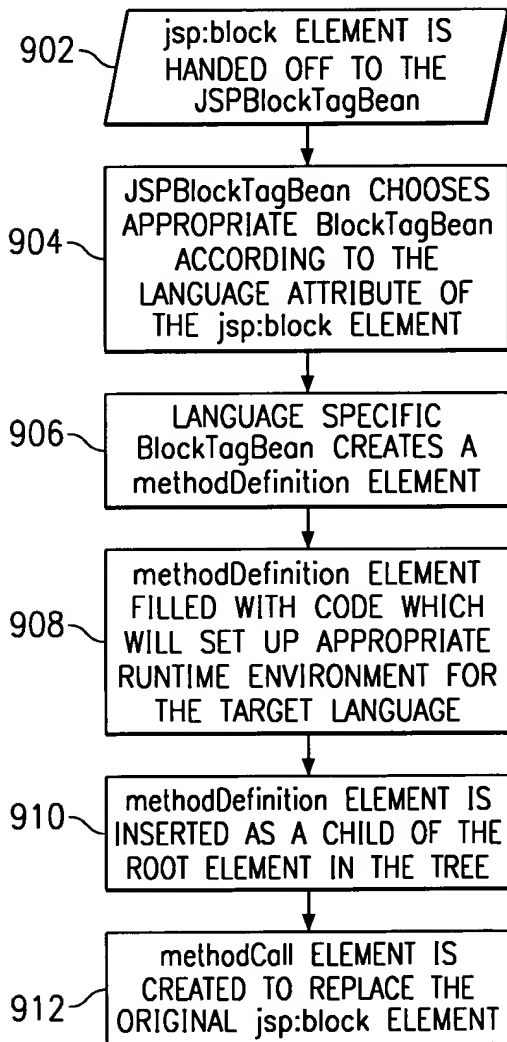 902
jsp:block ELEMENT IS
HANDED OFF TO THE
JSPBlockTagBean
904
JSPBlockTagBean CHOOSES
APPROPRIATE BlockTagBean
ACCORDING TO THE
LANGUAGE ATTRIBUTE OF
THE jsp:block ELEMENT
906
LANGUAGE SPECIFIC
BlockTagBean CREATES A
methodDefinition ELEMENT
908
methodDefinition ELEMENT
FILLED WITH CODE WHICH
WILL SET UP APPROPRIATE
RUNTIME ENVIRONMENT FOR
THE TARGET LANGUAGE
910
methodDefinition ELEMENT IS
INSERTED AS A CHILD OF THE
ROOT ELEMENT IN THE TREE
912
methodCall ELEMENT IS
CREATED TO REPLACE THE
ORIGINAL jsp:block ELEMENT